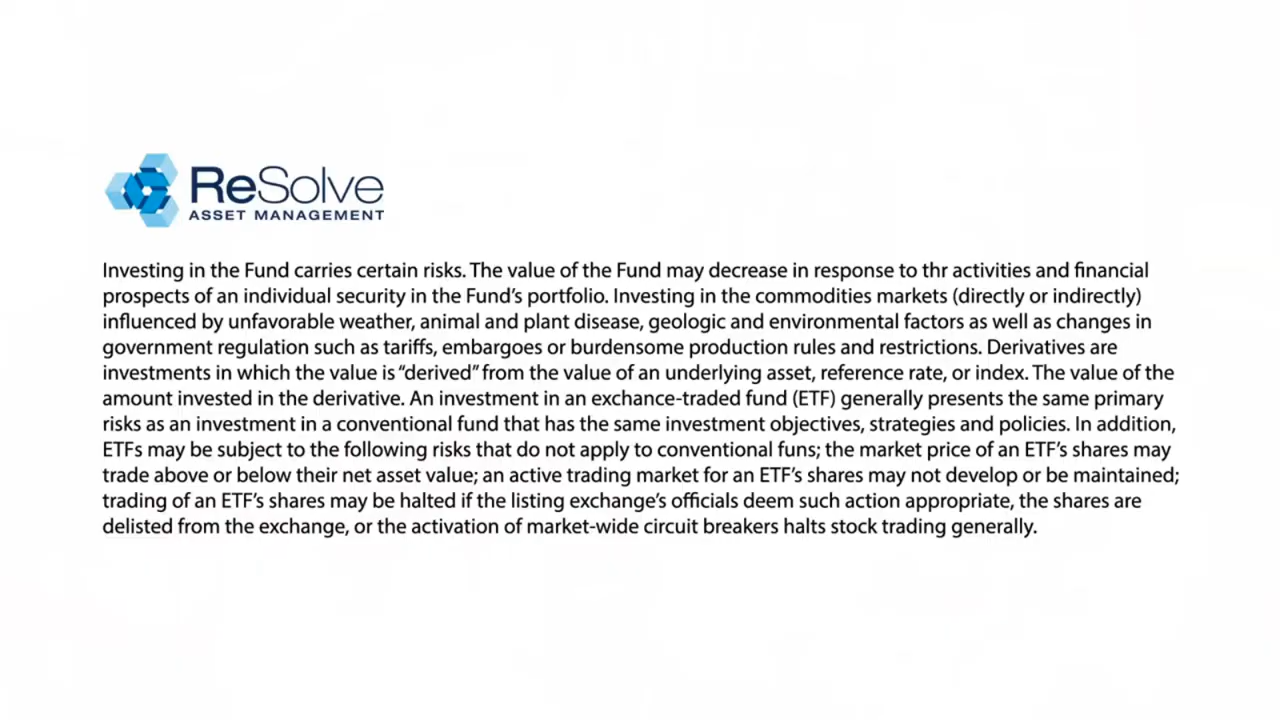 ReSolve
ASSET MANAGEMENT
Investing in the Fund carries certain risks. The value of the Fund may decrease in response to thr activities and financial
prospects of an individual security in the Fund’s portfolio. Investing in the commodities markets (directly or indirectly)
influenced by unfavorable weather, animal and plant disease, geologic and environmental factors as well as changes in
government regulation such as tariffs, embargoes or burdensome production rules and restrictions. Derivatives are
investments in which the value is “derived” from the value of an underlying asset, reference rate, or index. The value of the
amount invested in the derivative. An investment in an exchance-traded fund (ETF) generally presents the same primary
risks as an investment in a conventional fund that has the same investment objectives, strategies and policies. In addition,
ETFs may be subject to the following risks that do not apply to conventional funs; the market price of an ETF’s shares may
trade above or below their net asset value; an active trading market for an ETF’s shares may not develop or be maintained;
trading of an ETF’s shares may be halted if the listing exchange’s officials deem such action appropriate, the shares are
delisted from the exchange, or the activation of market-wide circuit breakers halts stock trading generally.